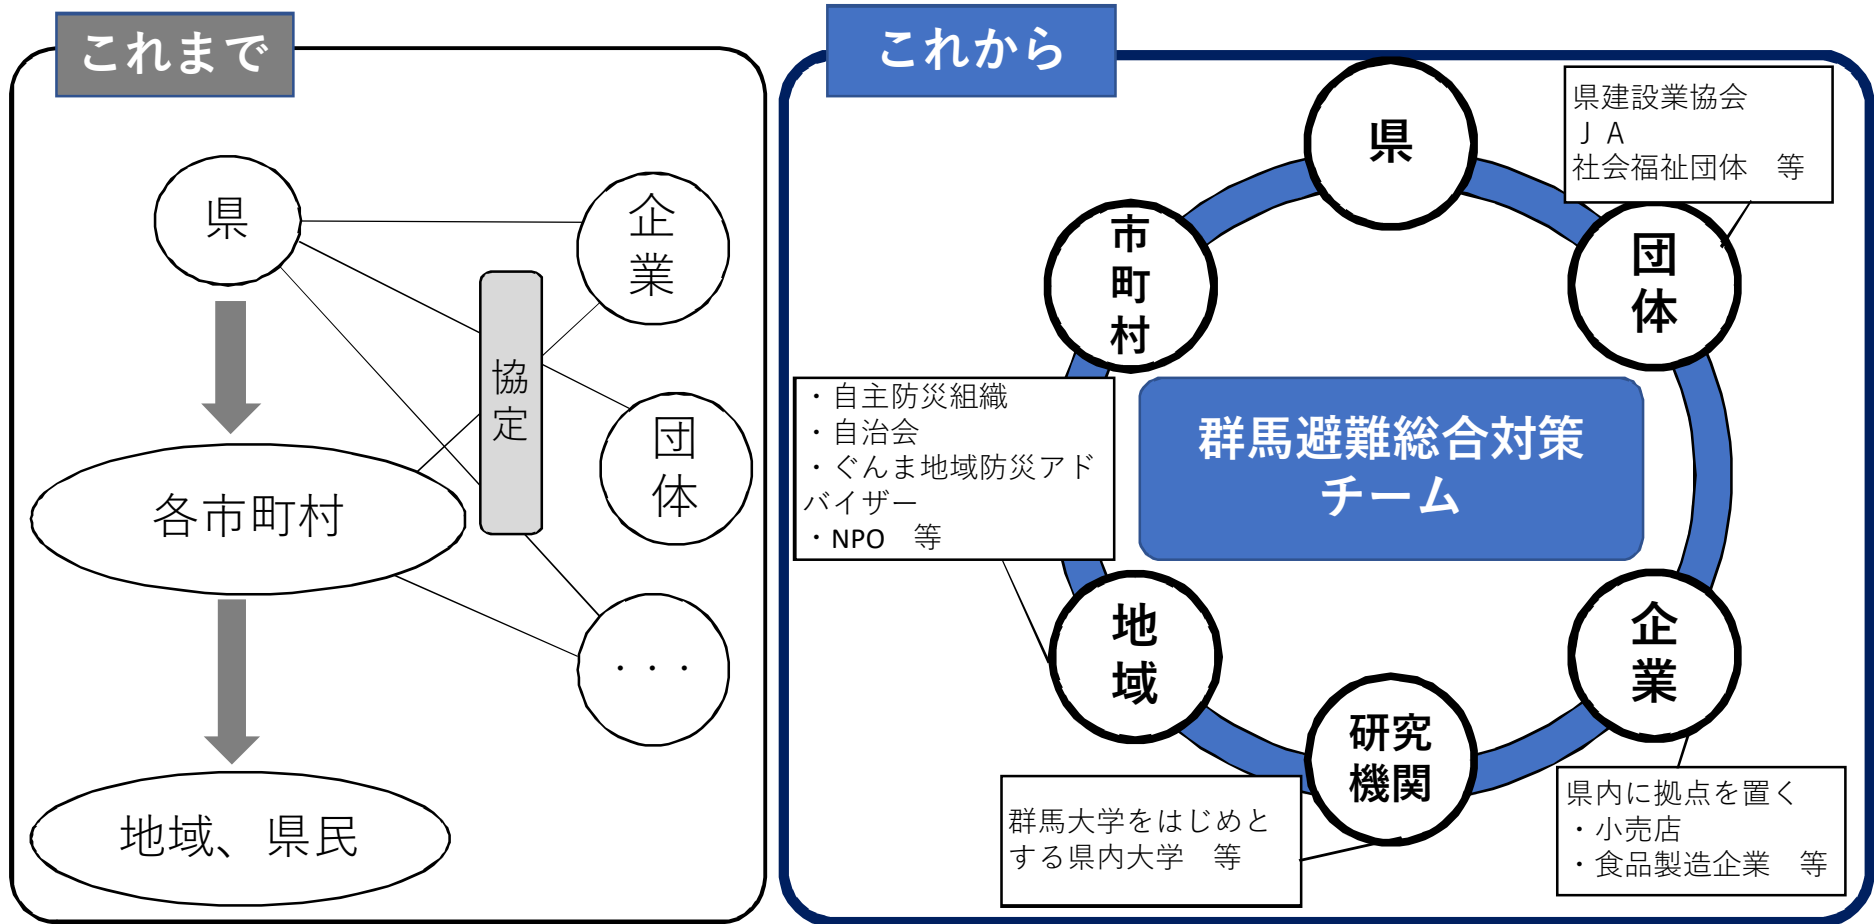 これまで
県
企
業
協
定
団
体
各市町村
・・・
地域、県民
これから
県
県建設業協会
ＪＡ
社会福祉団体　等
市
町
村
団
体
・自主防災組織
・自治会
・ぐんま地域防災アド
バイザー
・NPO　等
群馬避難総合対策
チーム
地
域
企
業
研究
機関
群馬大学をはじめと
する県内大学　等
県内に拠点を置く
・小売店
・食品製造企業　等